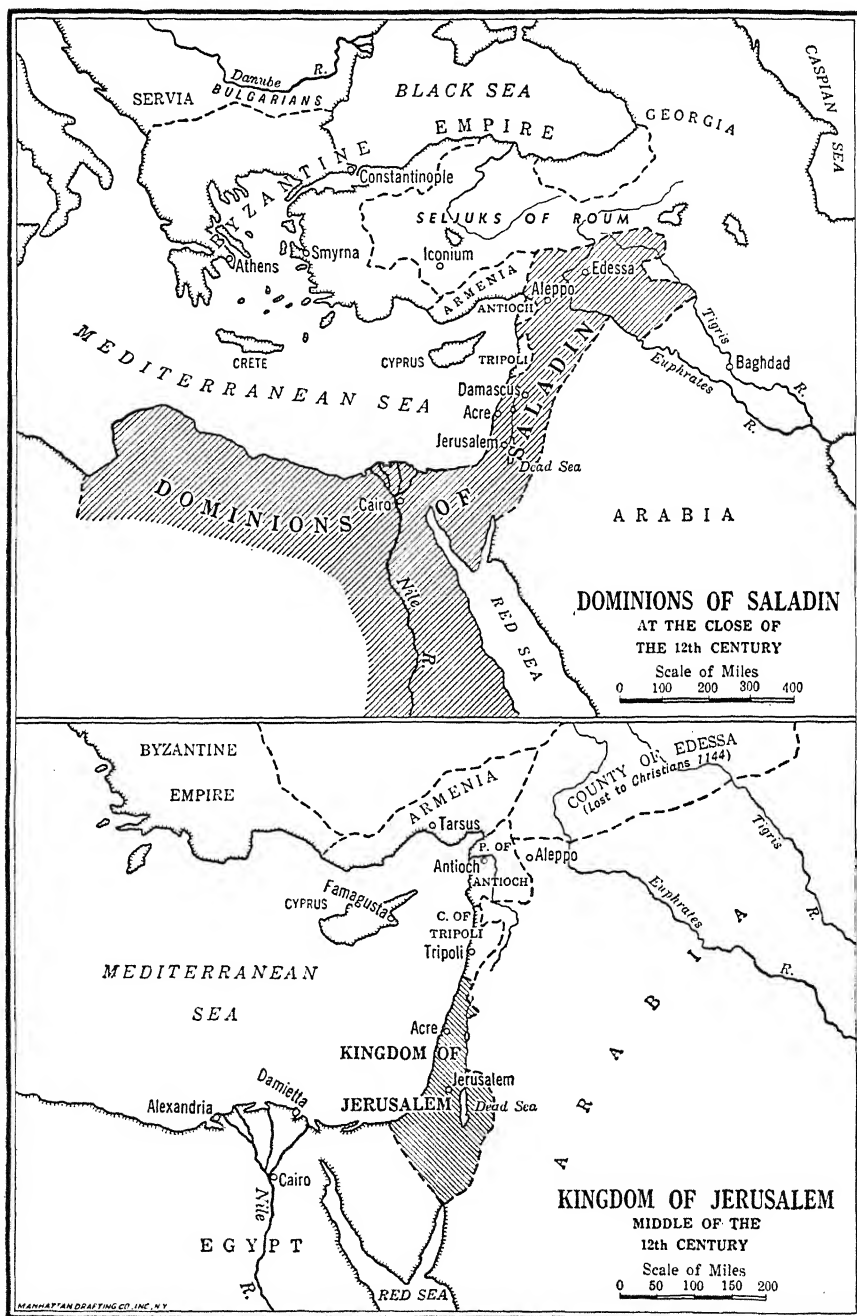 CASPIAN
SEA
Danube R.
SERVIA
BULGARIANS
BLACK SEA
GEORGIA
BYZANTINE EMPIRE
Constantinople
SELJUKS OF ROUM
Athens
Smyrna
Iconium
ARMENIA
Edessa
Aleppo
ANTIOCH
Tigris
R.
CRETE
CYPRUS
TRIPOLI
Baghdad
Euphrates
R.
MEDITERRANEAN SEA
Damascus
Acre
Jerusalem
Dead Sea
DOMINIONS OF SALADIN
Cairo
Nile
R.
RED SEA
ARABIA
DOMINIONS OF SALADIN
AT THE CLOSE OF
THE 12th CENTURY
Scale of Miles
0 100 200 300 400
BYZANTINE
EMPIRE
ARMENIA
COUNTY OF EDESSA
(Lost to Christians 1144)
Tarsus
P. OF
ANTIOCH
Antioch
Aleppo
Tigris
R.
Famagusta
CYPRUS
C. OF
TRIPOLI
Tripoli
Euphrates
R.
MEDITERRANEAN
SEA
ARABIA
Acre
KINGDOM OF
JERUSALEM
Jerusalem
Dead Sea
Alexandria
Damietta
Cairo
Nile
R.
EGYPT
RED SEA
KINGDOM OF JERUSALEM
MIDDLE OF THE
12th CENTURY
Scale of Miles
0 50 100 150 200
MANHATTAN DRAFTING CO., INC., N.Y.